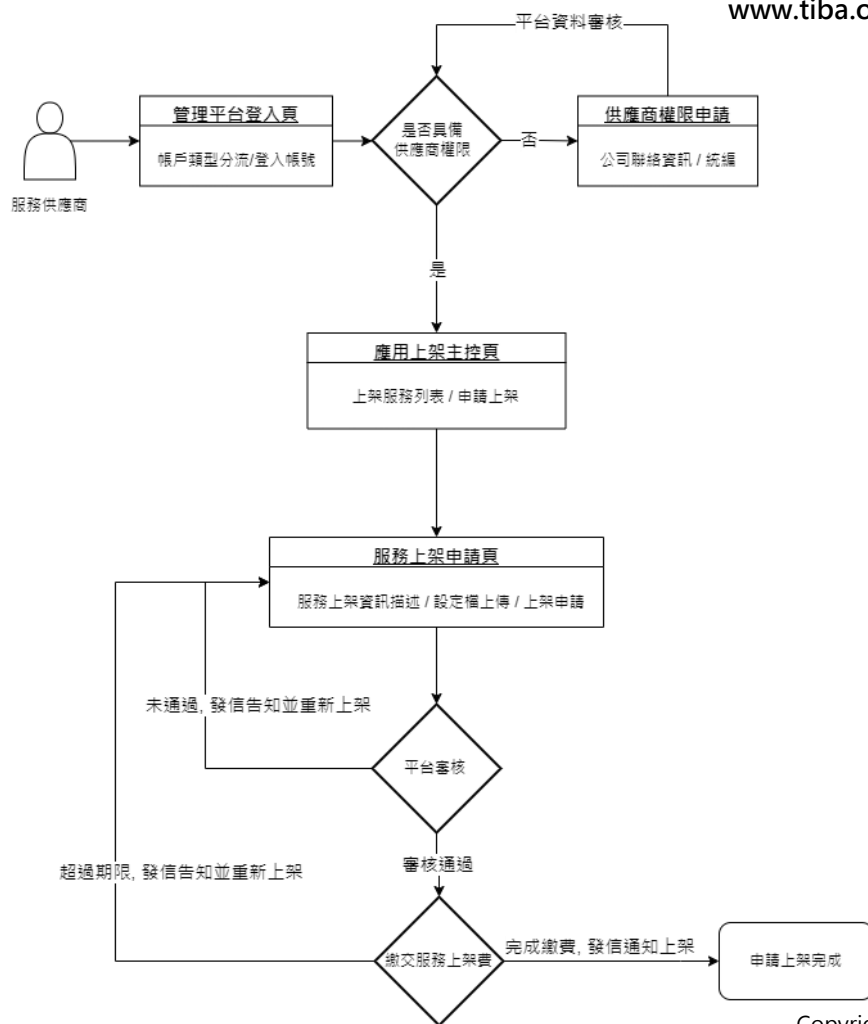 www.tiba.o
平台資料審核
管理平台登入頁
帳戶類型分流/登入帳號
是否具備
供應商權限
否
供應商權限申請
公司聯絡資訊 / 統編
服務供應商
是
應用上架主控頁
上架服務列表 / 申請上架
服務上架申請頁
服務上架資訊描述 / 設定檔上傳 / 上架申請
未通過, 發信告知並重新上架
平台審核
審核通過
超過期限, 發信告知並重新上架
繳交服務上架費
完成繳費, 發信通知上架
申請上架完成
Copyric